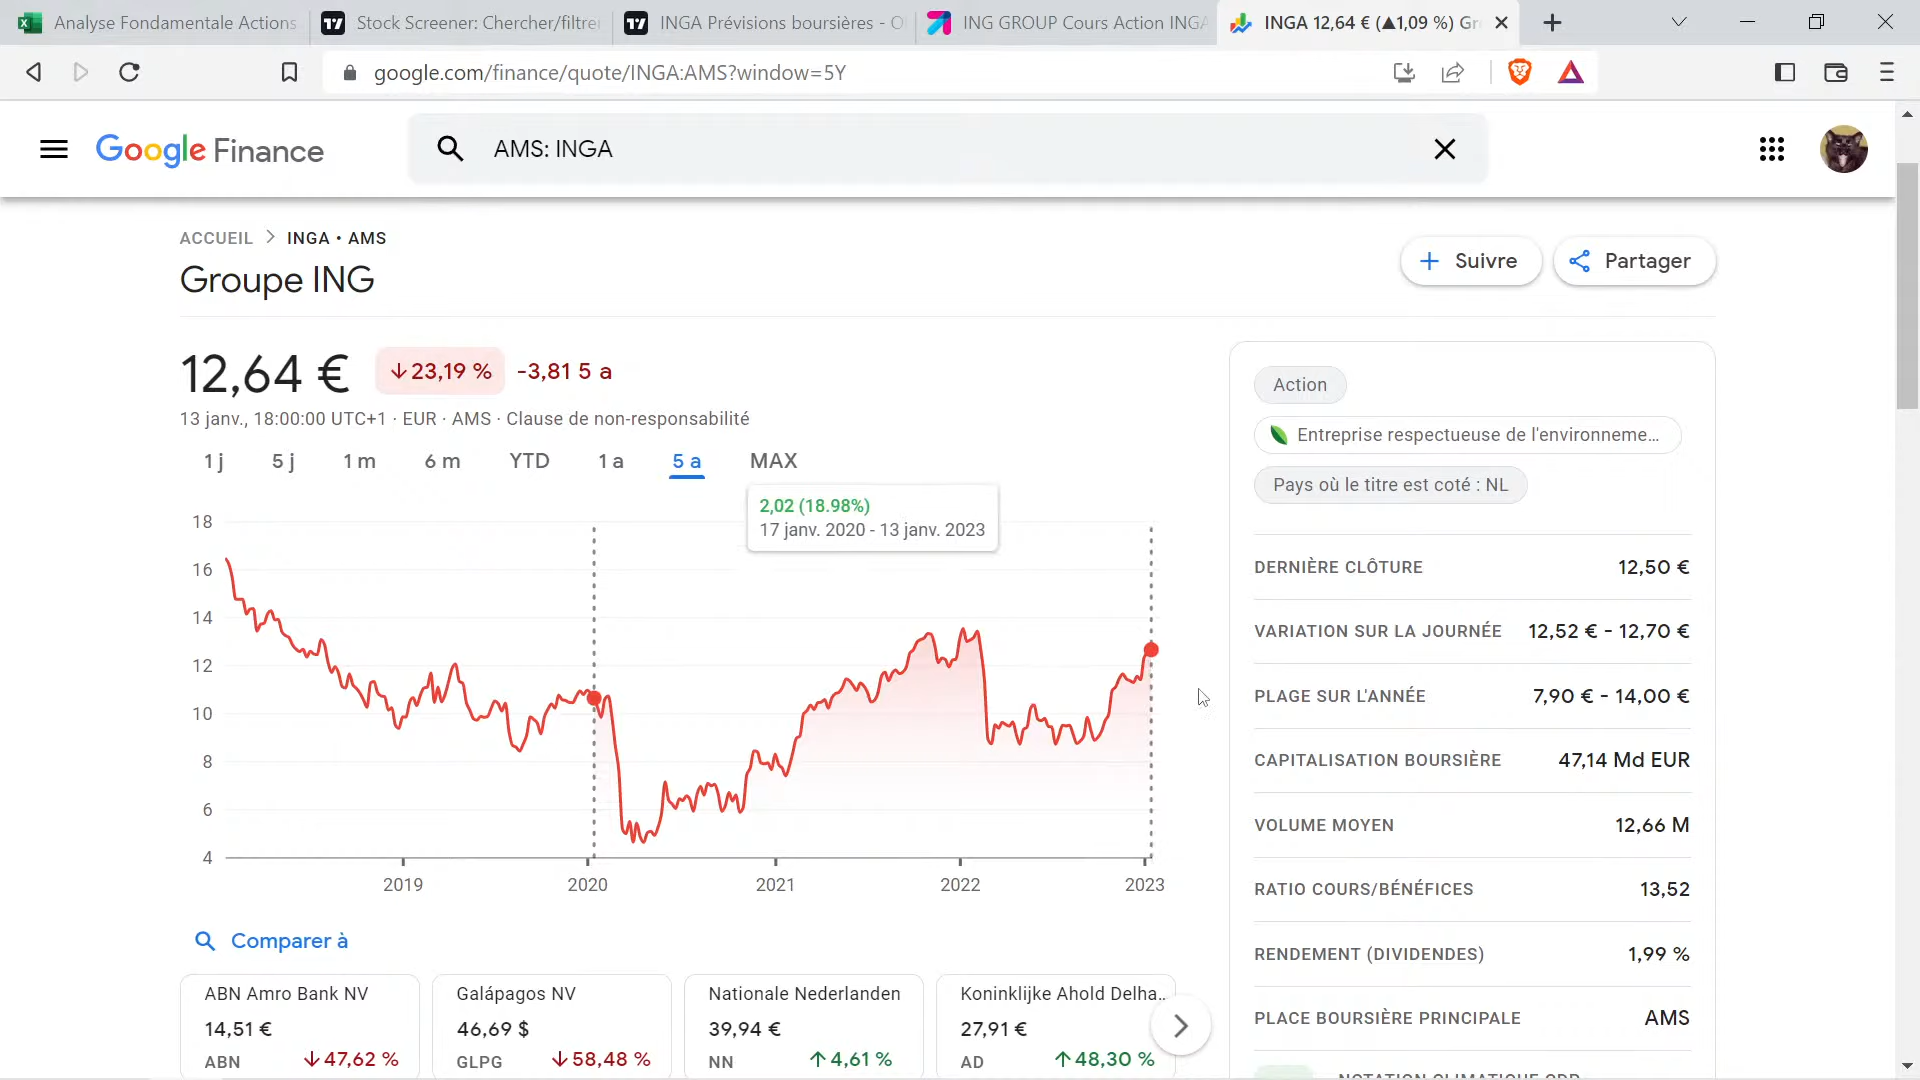 Analyse Fondamentale Actions
Stock Screener: Chercher/filtrer
INGA Prévisions boursières - O
ING GROUP Cours Action INGA
INGA 12,64 € (▲1,09 %) Gr
google.com/finance/quote/INGA:AMS?window=5Y
Google Finance
AMS: INGA
ACCUEIL > INGA • AMS
Groupe ING
Suivre
Partager
12,64 €
↓23,19 %
-3,81 5 a
13 janv., 18:00:00 UTC+1 · EUR · AMS · Clause de non-responsabilité
1 j
5 j
1 m
6 m
YTD
1 a
5 a
MAX
2,02 (18.98%)
17 janv. 2020 - 13 janv. 2023
18
16
14
12
10
8
6
4
2019
2020
2021
2022
2023
Comparer à
ABN Amro Bank NV
14,51 €
ABN ↓47,62 %
Galápagos NV
46,69 $
GLPG ↓58,48 %
Nationale Nederlanden
39,94 €
NN ↑4,61 %
Koninklijke Ahold Delha...
27,91 €
AD ↑48,30 %
Action
Entreprise respectueuse de l'environneme...
Pays où le titre est coté : NL
DERNIÈRE CLÔTURE 12,50 €
VARIATION SUR LA JOURNÉE 12,52 € - 12,70 €
PLAGE SUR L'ANNÉE 7,90 € - 14,00 €
CAPITALISATION BOURSIÈRE 47,14 Md EUR
VOLUME MOYEN 12,66 M
RATIO COURS/BÉNÉFICES 13,52
RENDEMENT (DIVIDENDES) 1,99 %
PLACE BOURSIÈRE PRINCIPALE AMS
NOTATION CLIMATIQUE CDP